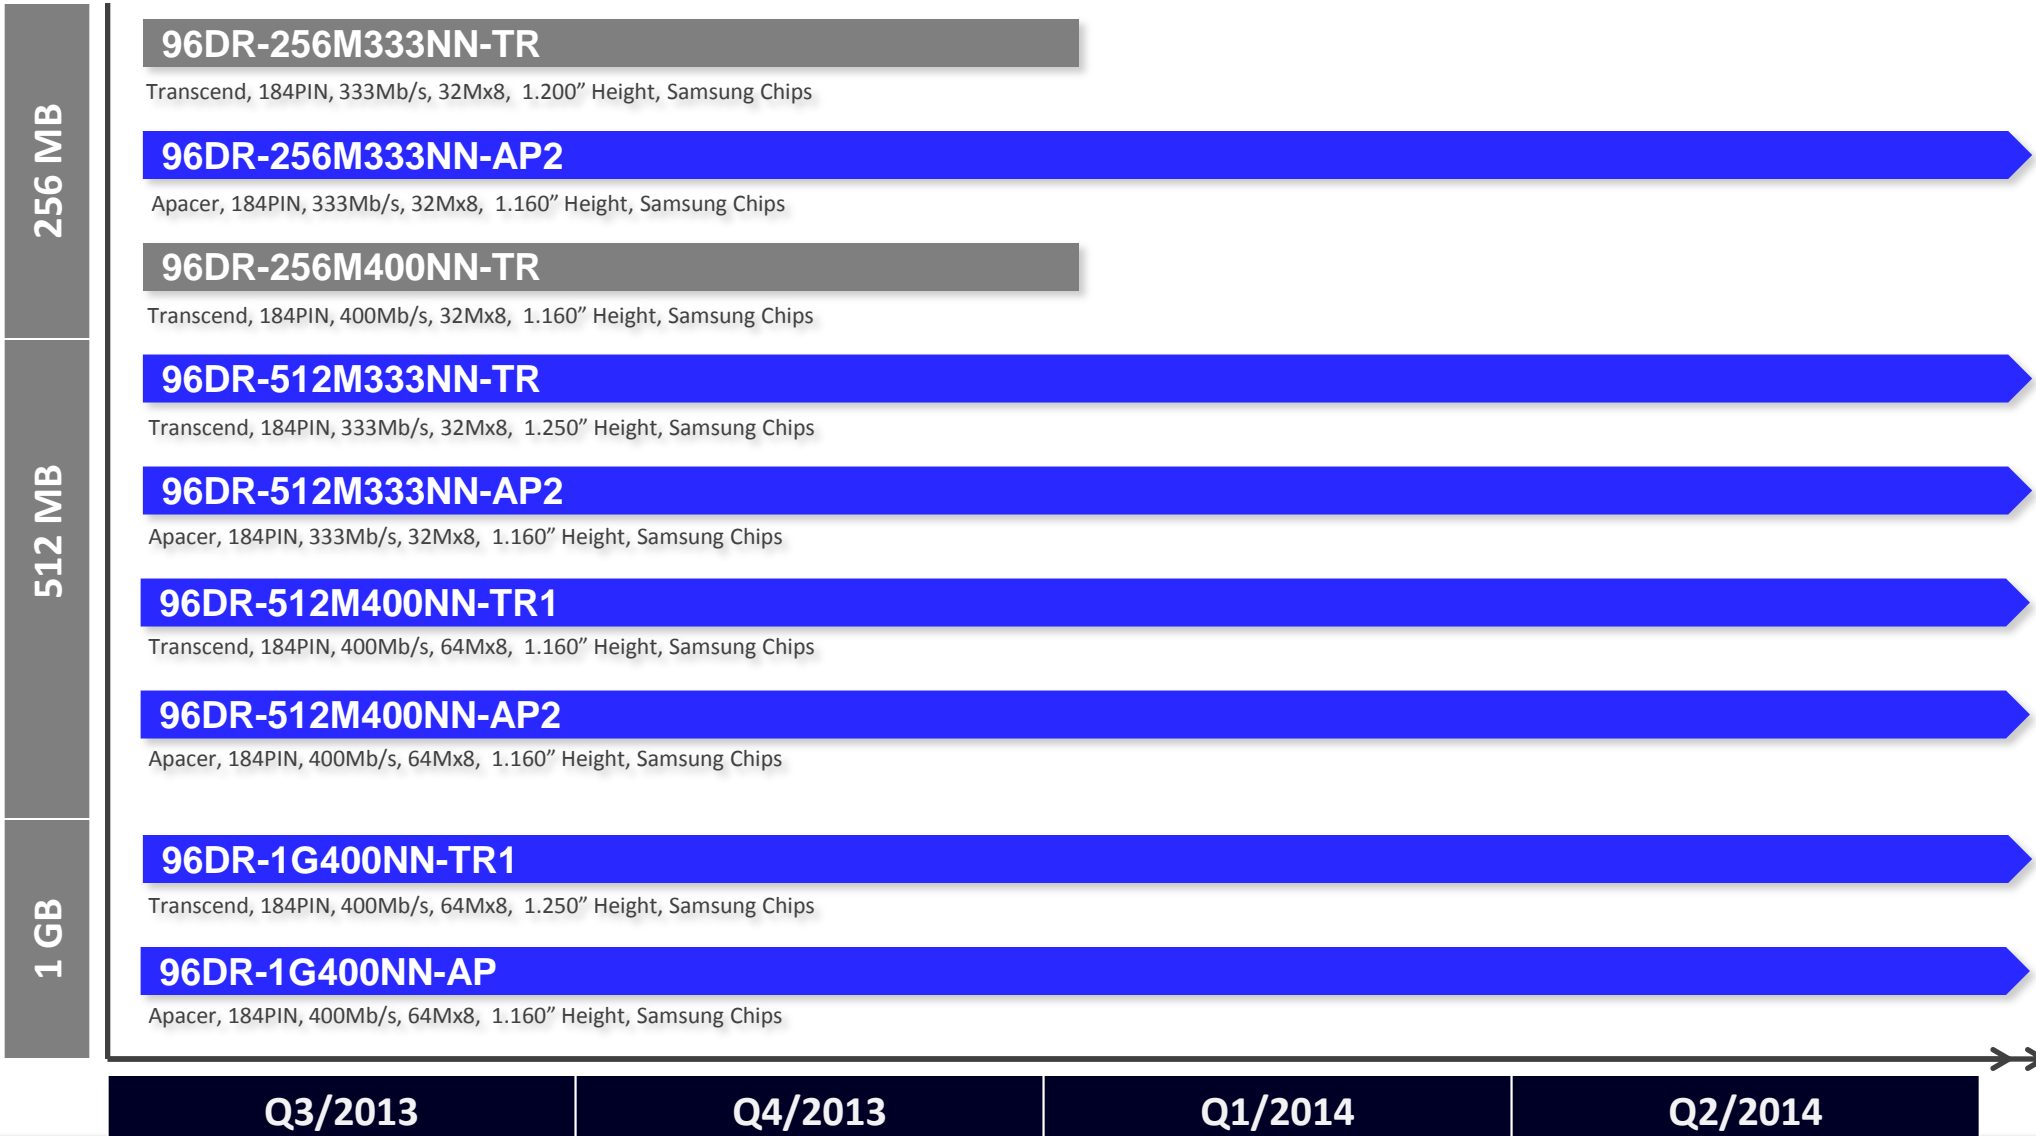 256 MB
96DR-256M333NN-TR
Transcend, 184PIN, 333Mb/s, 32Mx8, 1.200” Height, Samsung Chips
96DR-256M333NN-AP2
Apacer, 184PIN, 333Mb/s, 32Mx8, 1.160” Height, Samsung Chips
96DR-256M400NN-TR
Transcend, 184PIN, 400Mb/s, 32Mx8, 1.160” Height, Samsung Chips
512 MB
96DR-512M333NN-TR
Transcend, 184PIN, 333Mb/s, 32Mx8, 1.250” Height, Samsung Chips
96DR-512M333NN-AP2
Apacer, 184PIN, 333Mb/s, 32Mx8, 1.160” Height, Samsung Chips
96DR-512M400NN-TR1
Transcend, 184PIN, 400Mb/s, 64Mx8, 1.160” Height, Samsung Chips
96DR-512M400NN-AP2
Apacer, 184PIN, 400Mb/s, 64Mx8, 1.160” Height, Samsung Chips
1 GB
96DR-1G400NN-TR1
Transcend, 184PIN, 400Mb/s, 64Mx8, 1.250” Height, Samsung Chips
96DR-1G400NN-AP
Apacer, 184PIN, 400Mb/s, 64Mx8, 1.160” Height, Samsung Chips
Q3/2013 Q4/2013 Q1/2014 Q2/2014